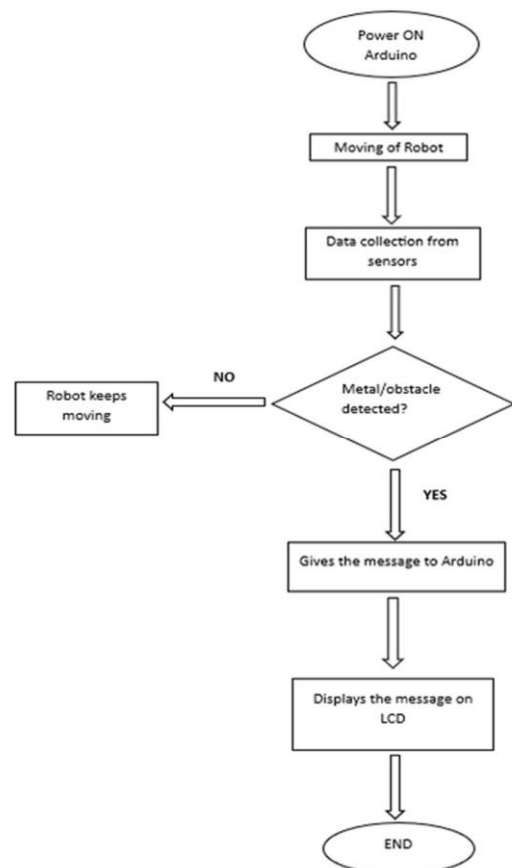 Power ON
Arduino
Moving of Robot
Data collection from
sensors
Metal/obstacle
detected?
NO
Robot keeps
moving
YES
Gives the message to Arduino
Displays the message on
LCD
END